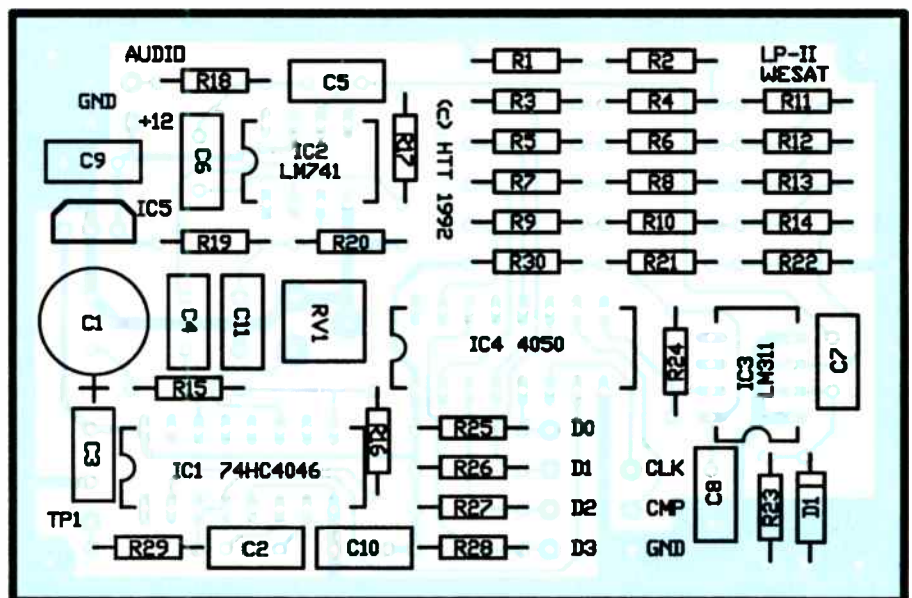 AUDIO
R18
C5
R1
R2
LP-II
WESAT
GND
+12
R3
R4
R11
C9
C6
IC2
LM741
R17
(c) HTT 1992
R5
R6
R12
IC5
R7
R8
R13
R19
R20
R9
R10
R14
R30
R21
R22
C1
C4
C11
RV1
IC4 4050
R24
IC3
LM311
C7
R15
C3
R16
R25
D0
IC1 74HC4046
R26
D1
CLK
C8
R23
D1
TP1
R27
D2
CMP
R29
C2
C10
R28
D3
GND